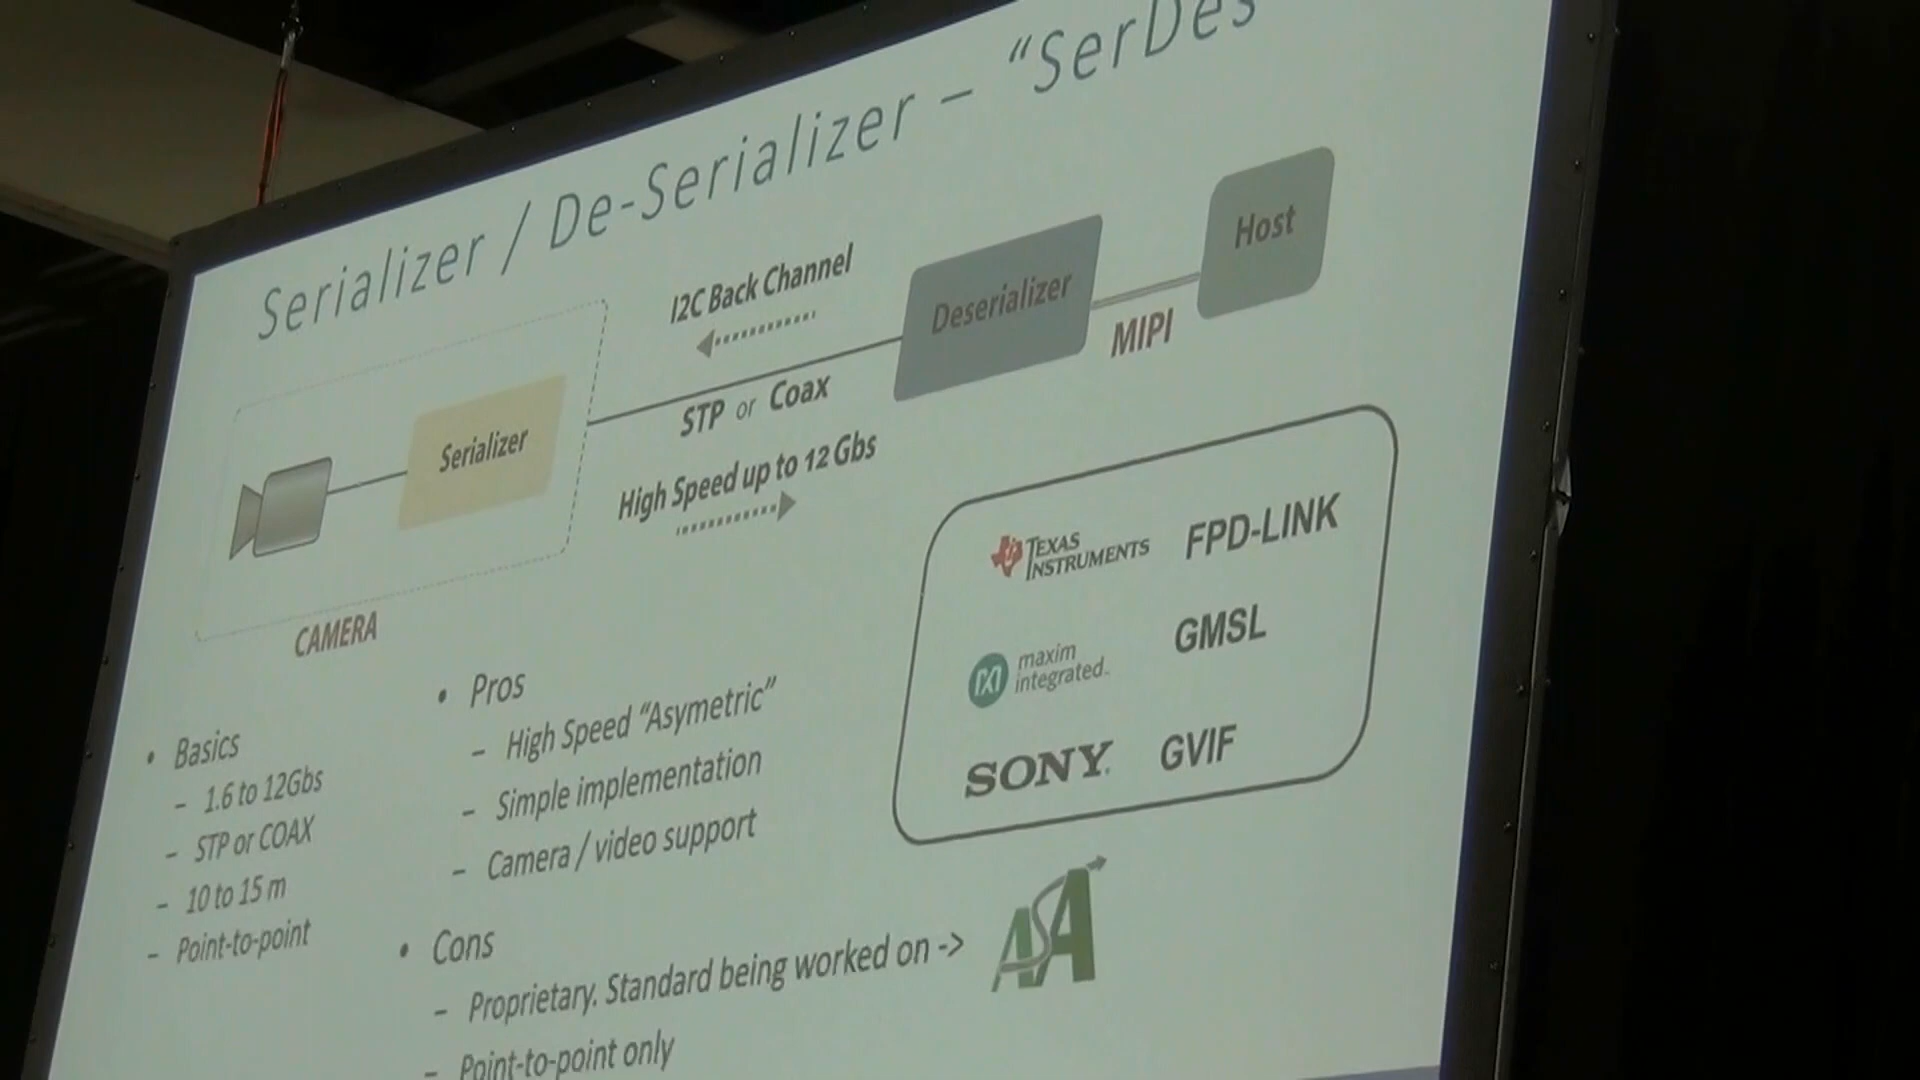 Serializer / De-Serializer – “SerDes
I2C Back Channel
Deserializer
Host
MIPI
STP or Coax
Serializer
High Speed up to 12 Gbs
CAMERA
TEXAS
INSTRUMENTS
FPD-LINK
maxim
integrated
GMSL
SONY
GVIF
• Basics
– 1.6 to 12Gbs
– STP or COAX
– 10 to 15 m
– Point-to-point
• Pros
– High Speed “Asymetric”
– Simple implementation
– Camera / video support
• Cons
– Proprietary. Standard being worked on ->
– Point-to-point only
ASA